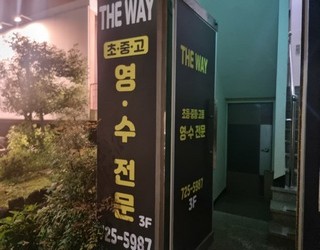 THE WAY
초·중·고
영·수 전문
3F
725-5987
THE WAY
초등·중등·고등
영·수 전문
725-5987
3F